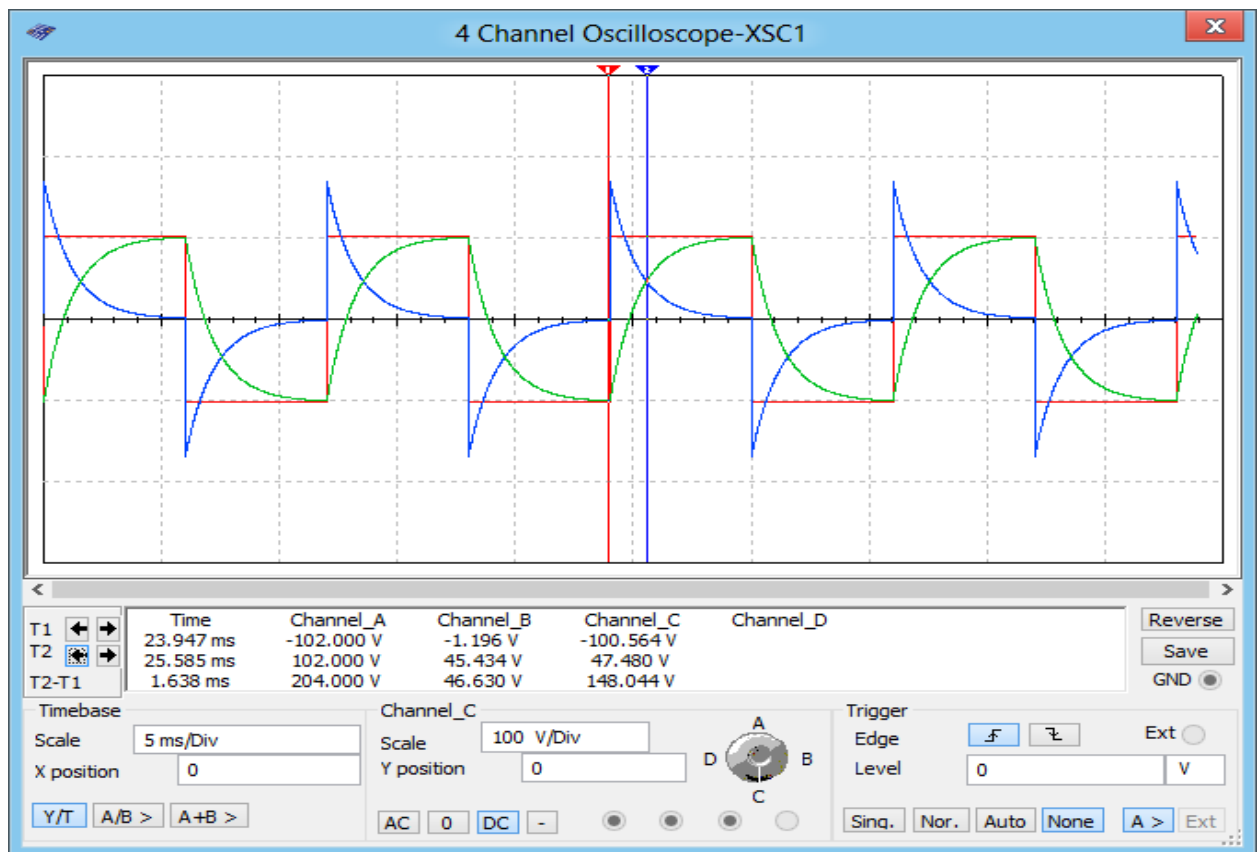 4 Channel Oscilloscope-XSC1
X
1 2
Time Channel_A Channel_B Channel_C Channel_D
T1 23.947 ms -102.000 V -1.196 V -100.564 V
T2 25.585 ms 102.000 V 45.434 V 47.480 V
T2-T1 1.638 ms 204.000 V 46.630 V 148.044 V
Reverse
Save
GND
Timebase
Scale 5 ms/Div
X position 0
Y/T A/B > A+B >
Channel_C
Scale 100 V/Div
Y position 0
A
D B
C
AC 0 DC -
Trigger
Edge Ext
Level 0 V
Sing. Nor. Auto None A > Ext